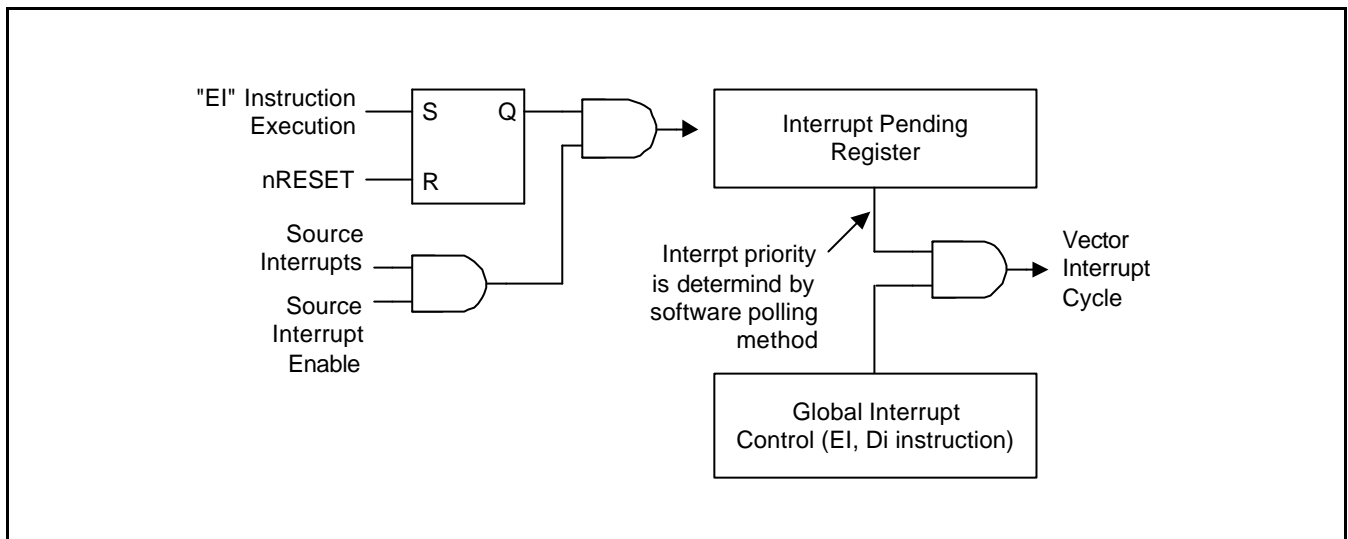 "EI" Instruction
Execution
S
Q
nRESET
R
Source
Interrupts
Source
Interrupt
Enable
Interrupt Pending
Register
Interrpt priority
is determind by
software polling
method
Vector
Interrupt
Cycle
Global Interrupt
Control (EI, Di instruction)